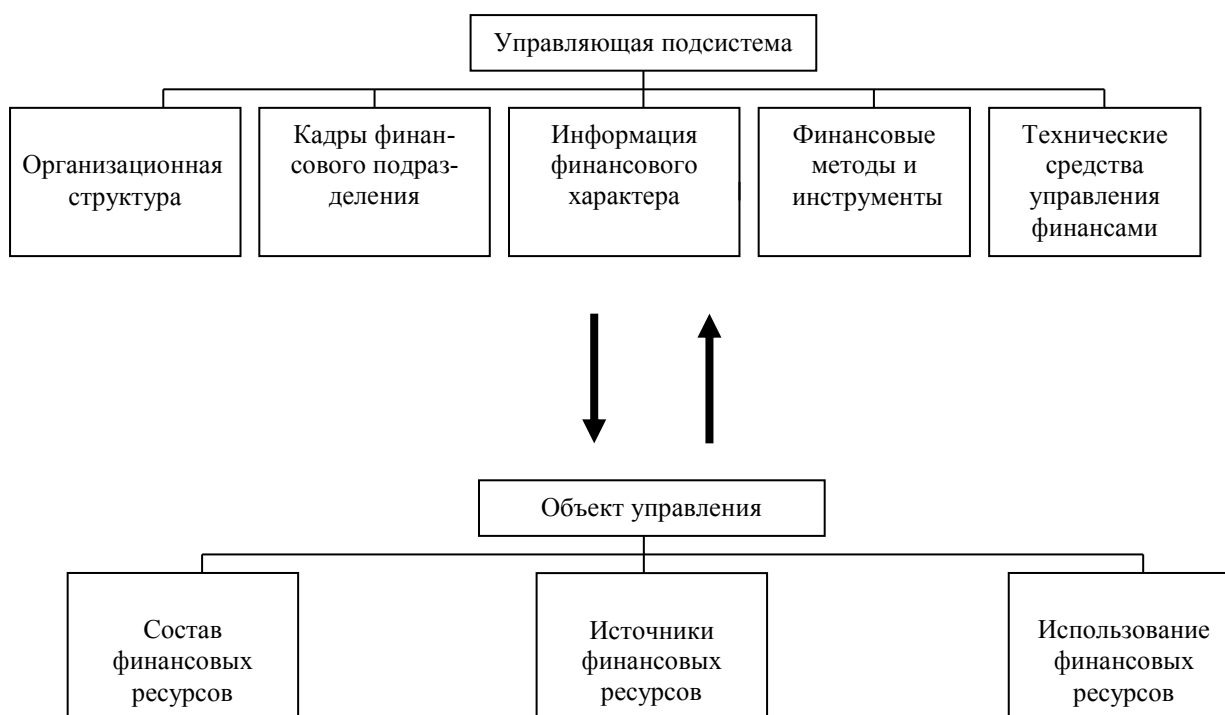 Управляющая подсистема
Организационная
структура
Кадры финан-
сового подраз-
деления
Информация
финансового
характера
Финансовые
методы и
инструменты
Технические
средства
управления
финансами
Объект управления
Состав
финансовых
ресурсов
Источники
финансовых
ресурсов
Использование
финансовых
ресурсов